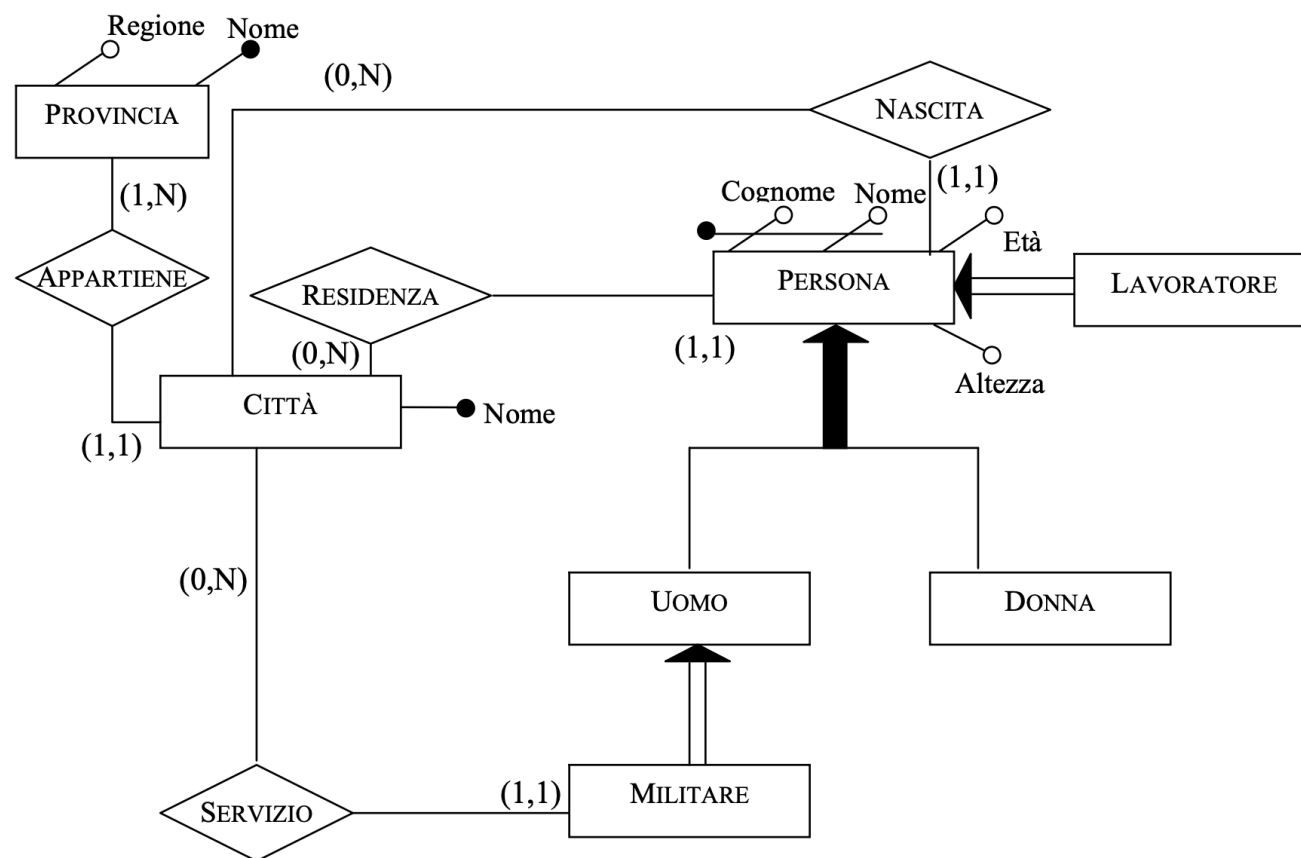 Regione Nome
PROVINCIA
(0,N)
NASCITA
(1,N)
(1,1)
Cognome Nome
Età
APPARTIENE
RESIDENZA
PERSONA
LAVORATORE
(0,N)
(1,1)
Altezza
CITTÀ
Nome
(1,1)
(0,N)
UOMO
DONNA
SERVIZIO
(1,1)
MILITARE